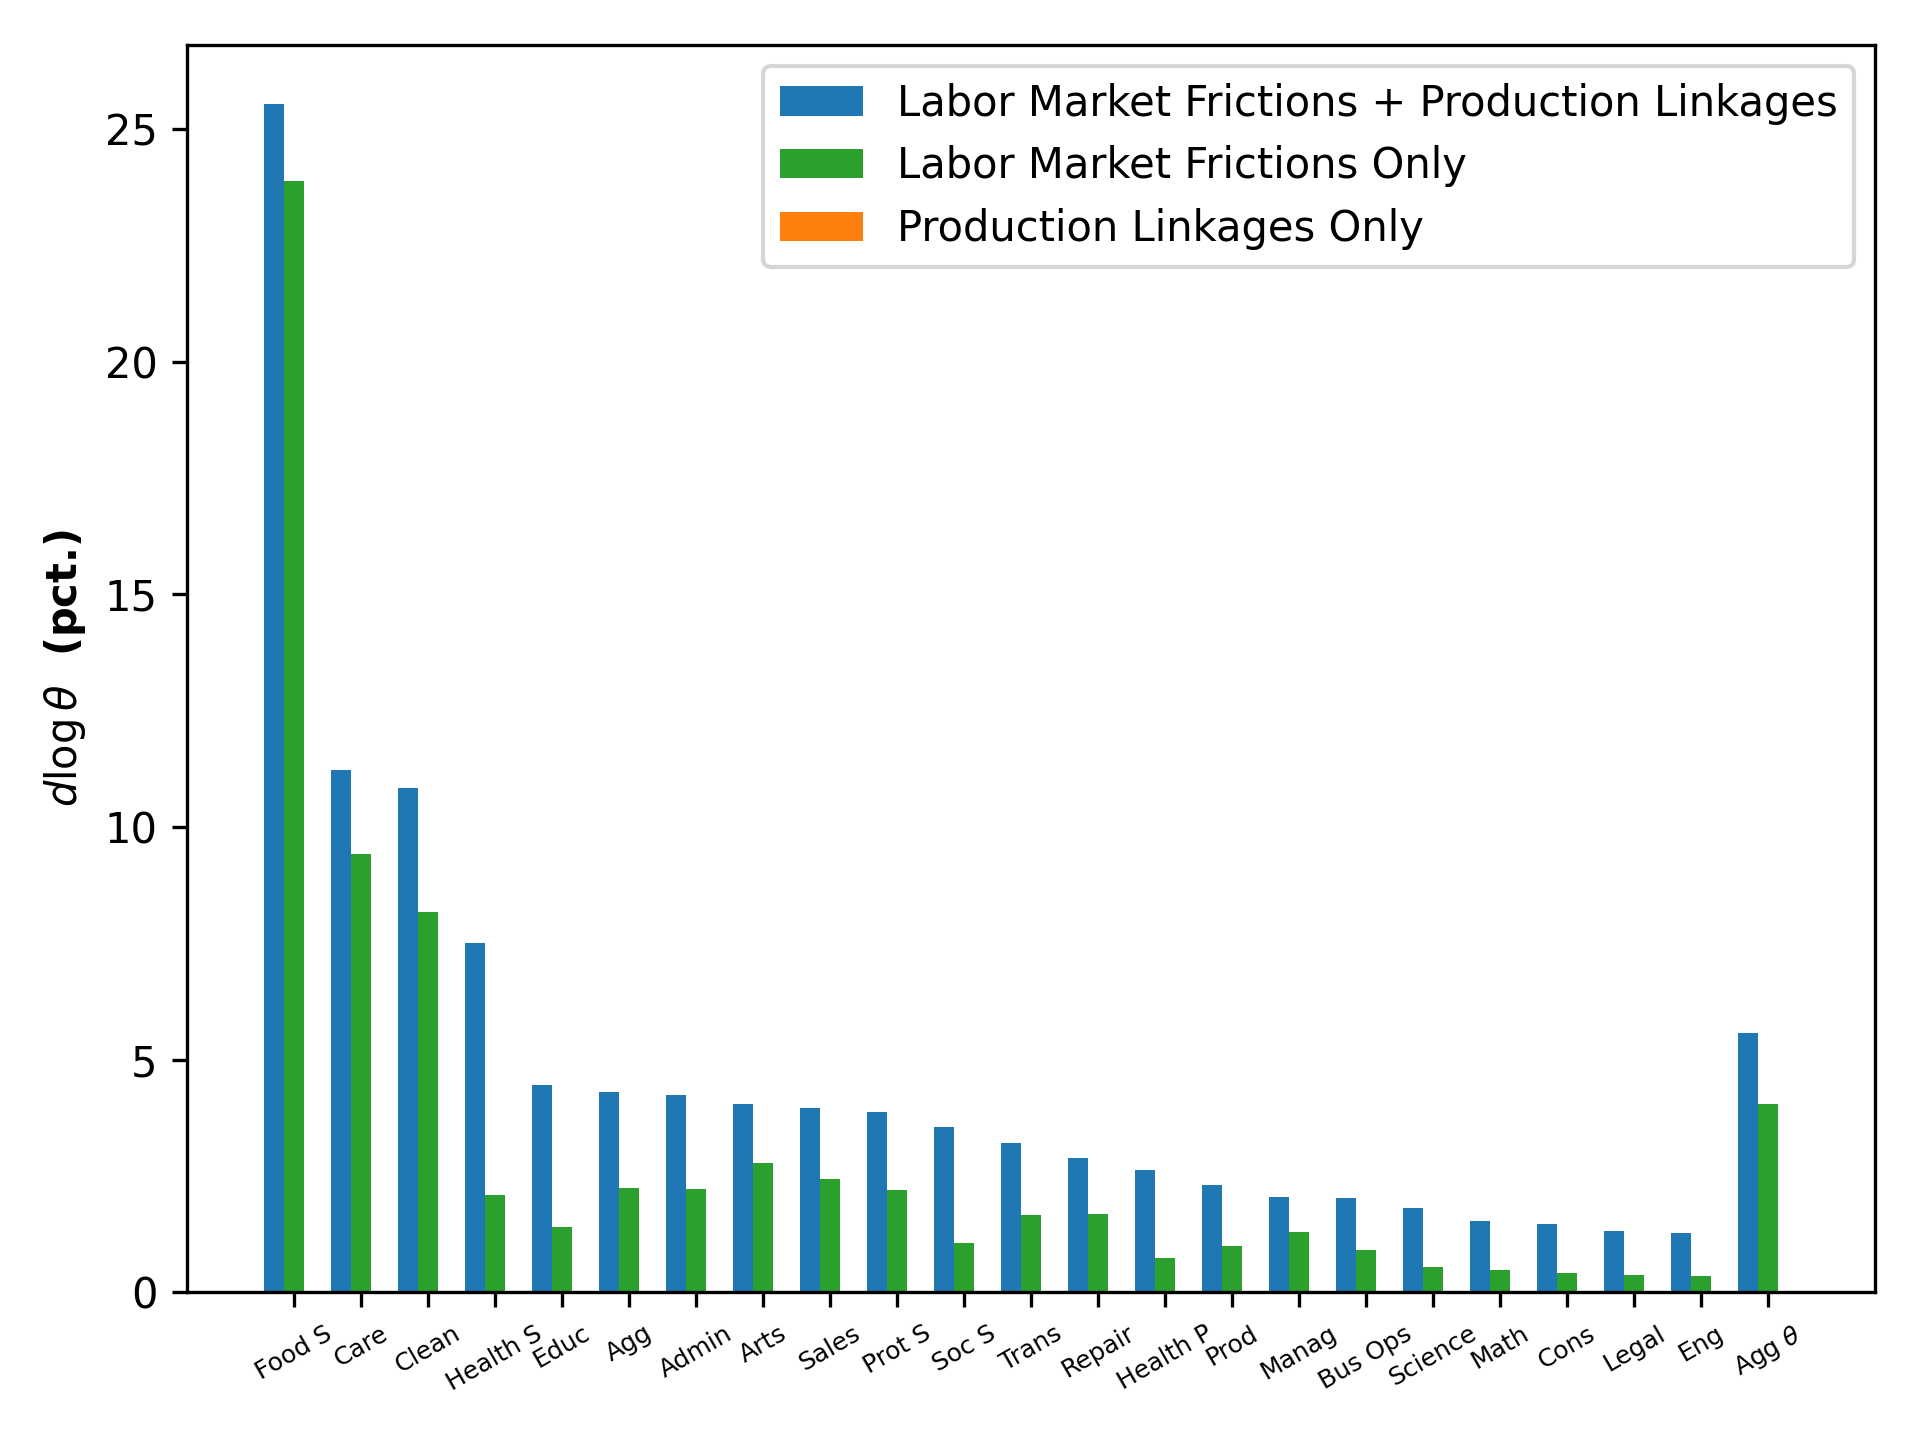 Labor Market Frictions + Production Linkages
Labor Market Frictions Only
Production Linkages Only
d log θ (pct.)
25
20
15
10
5
0
Food S
Care
Clean
Health S
Educ
Agg
Admin
Arts
Sales
Prot S
Soc S
Trans
Repair
Health P
Prod
Manag
Bus Ops
Science
Math
Cons
Legal
Eng
Agg θ